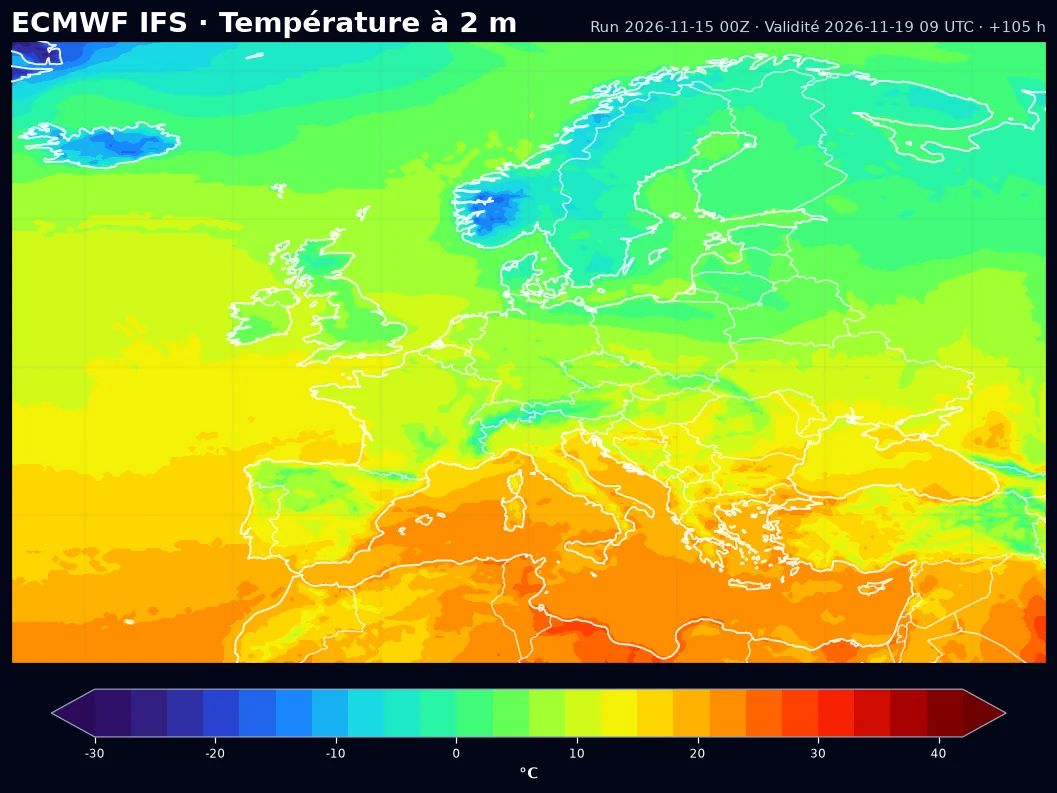 ECMWF IFS · Température à 2 m
Run 2026-11-15 00Z · Validité 2026-11-19 09 UTC · +105 h
-30 -20 -10 0 10 20 30 40
°C